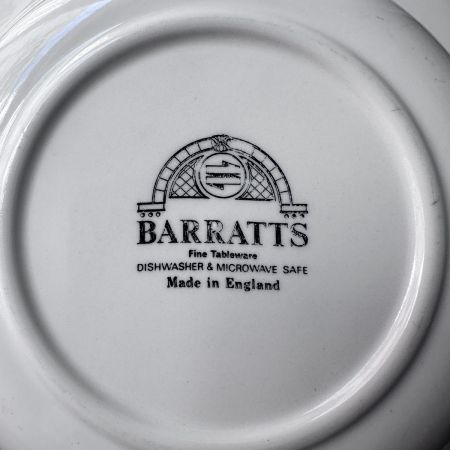 BARRATTS
Fine Tableware
DISHWASHER & MICROWAVE SAFE
Made in England